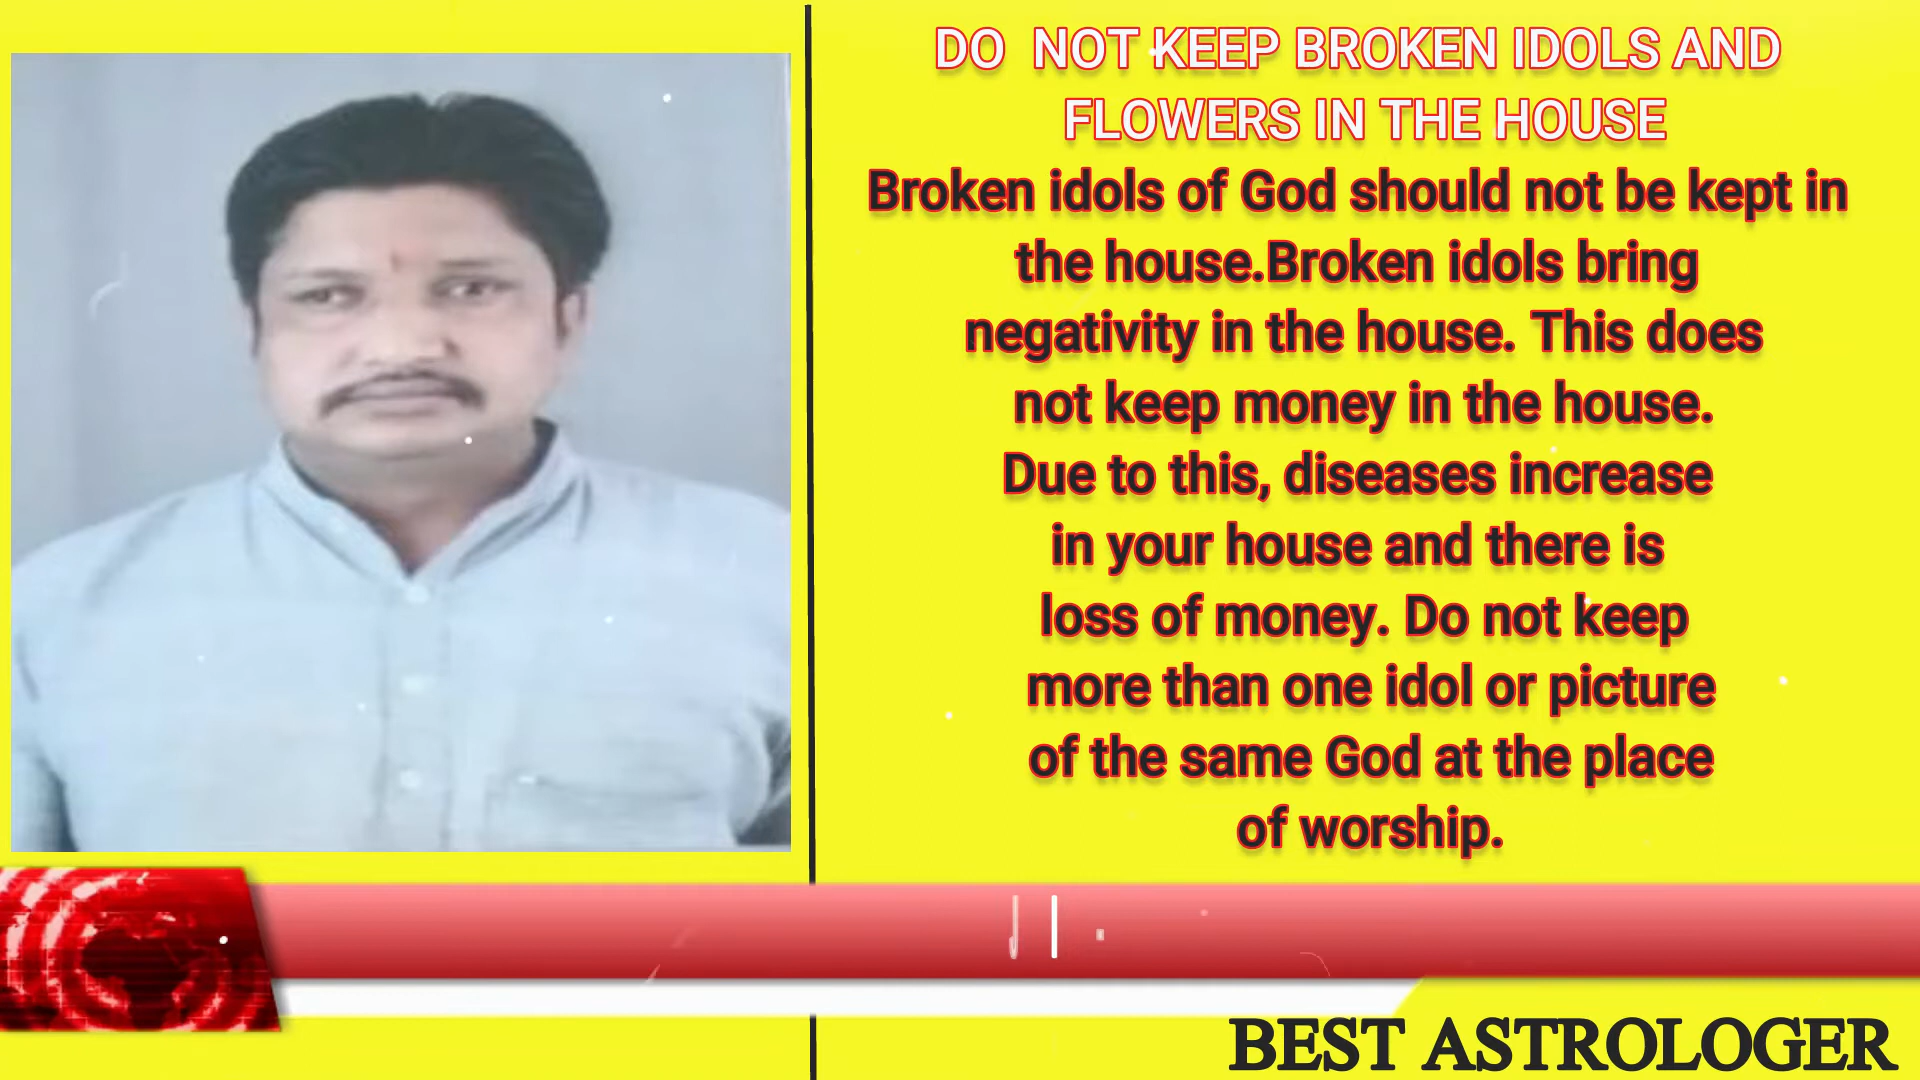 DO  NOT KEEP BROKEN IDOLS AND
FLOWERS IN THE HOUSE
Broken idols of God should not be kept in
the house.Broken idols bring
negativity in the house. This does
not keep money in the house.
Due to this, diseases increase
in your house and there is
loss of money. Do not keep
more than one idol or picture
of the same God at the place
of worship.
BEST ASTROLOGER